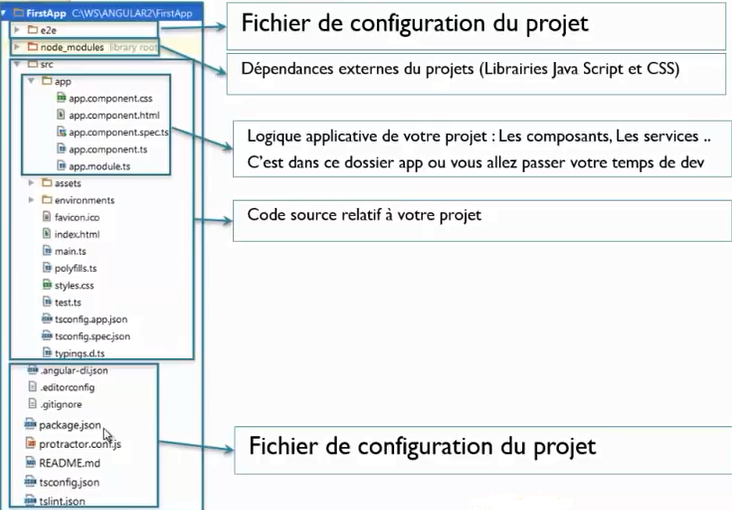 FirstApp C:\WS\ANGULAR2\FirstApp
e2e
node_modules library root
src
app
app.component.css
app.component.html
app.component.spec.ts
app.component.ts
app.module.ts
assets
environments
favicon.ico
index.html
main.ts
polyfills.ts
styles.css
test.ts
tsconfig.app.json
tsconfig.spec.json
typings.d.ts
.angular-cli.json
.editorconfig
.gitignore
package.json
protractor.conf.js
README.md
tsconfig.json
tslint.json
Fichier de configuration du projet
Dépendances externes du projets (Librairies Java Script et CSS)
Logique applicative de votre projet : Les composants, Les services ..
C'est dans ce dossier app ou vous allez passer votre temps de dev
Code source relatif à votre projet
Fichier de configuration du projet